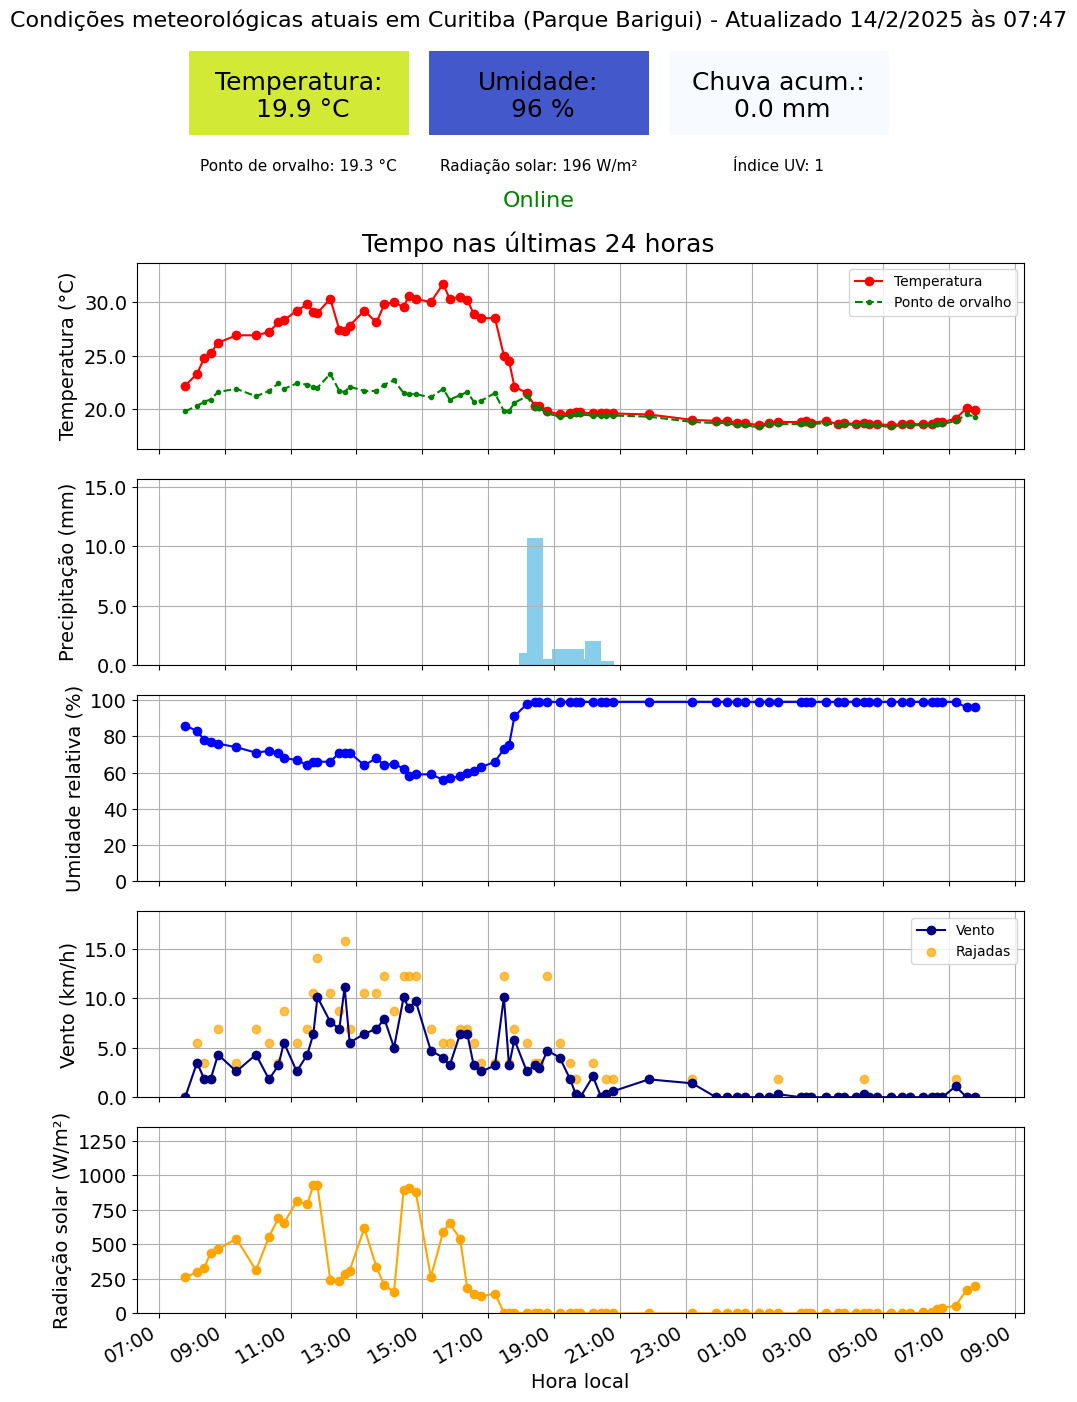 Condições meteorológicas atuais em Curitiba (Parque Barigui) - Atualizado 14/2/2025 às 07:47
Temperatura:
19.9 °C
Umidade:
96 %
Chuva acum.:
0.0 mm
Ponto de orvalho: 19.3 °C
Radiação solar: 196 W/m²
Índice UV: 1
Online
Tempo nas últimas 24 horas
Temperatura (°C)
30.0
25.0
20.0
Temperatura
Ponto de orvalho
Precipitação (mm)
15.0
10.0
5.0
0.0
Umidade relativa (%)
100
80
60
40
20
0
Vento (km/h)
15.0
10.0
5.0
0.0
Vento
Rajadas
Radiação solar (W/m²)
1250
1000
750
500
250
0
07:00
09:00
11:00
13:00
15:00
17:00
19:00
21:00
23:00
01:00
03:00
05:00
07:00
09:00
Hora local